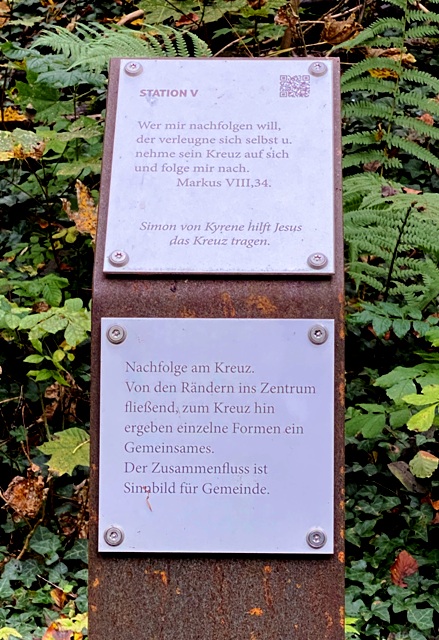 STATION V
Wer mir nachfolgen will,
der verleugne sich selbst u.
nehme sein Kreuz auf sich
und folge mir nach.
Markus VIII,34.
Simon von Kyrene hilft Jesus
das Kreuz tragen.
Nachfolge am Kreuz.
Von den Rändern ins Zentrum
fließend, zum Kreuz hin
ergeben einzelne Formen ein
Gemeinsames.
Der Zusammenfluss ist
Sinnbild für Gemeinde.